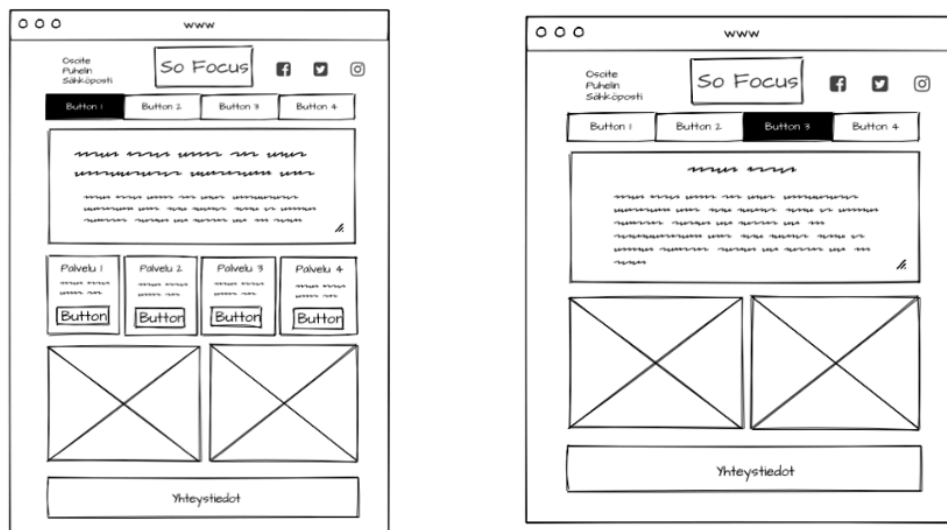 www
Osoite
Puhelin
Sähköposti
So Focus
Button 1 Button 2 Button 3 Button 4
Palvelu 1 Palvelu 2 Palvelu 3 Palvelu 4
Button Button Button Button
Yhteystiedot
www
Osoite
Puhelin
Sähköposti
So Focus
Button 1 Button 2 Button 3 Button 4
Yhteystiedot